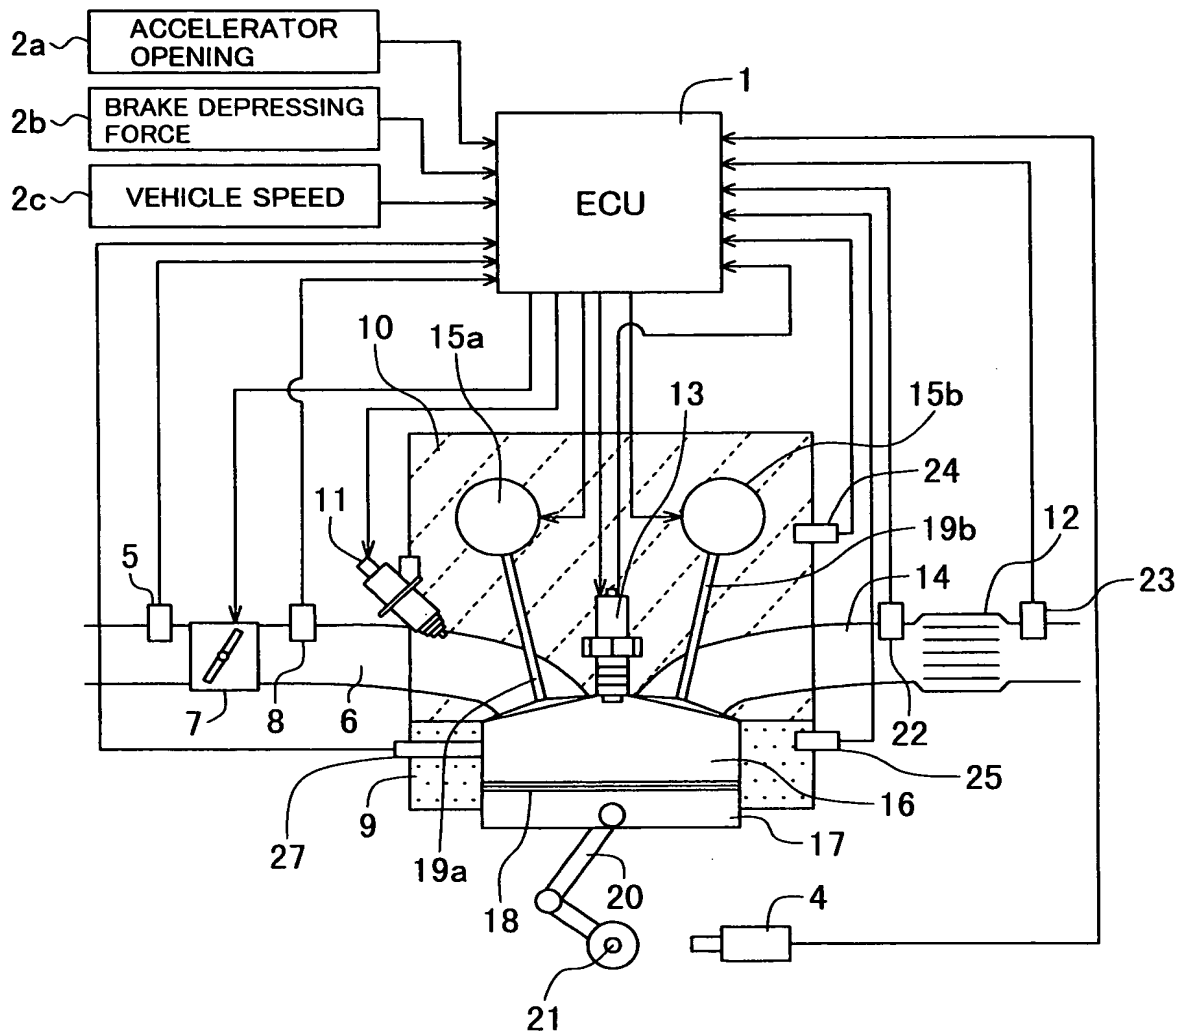 2a
ACCELERATOR
OPENING
2b
BRAKE DEPRESSING
FORCE
2c
VEHICLE SPEED
1
ECU
10
15a
13
15b
24
11
19b
12
5
14
23
7
8
6
22
25
27
9
19a
18
16
17
20
4
21